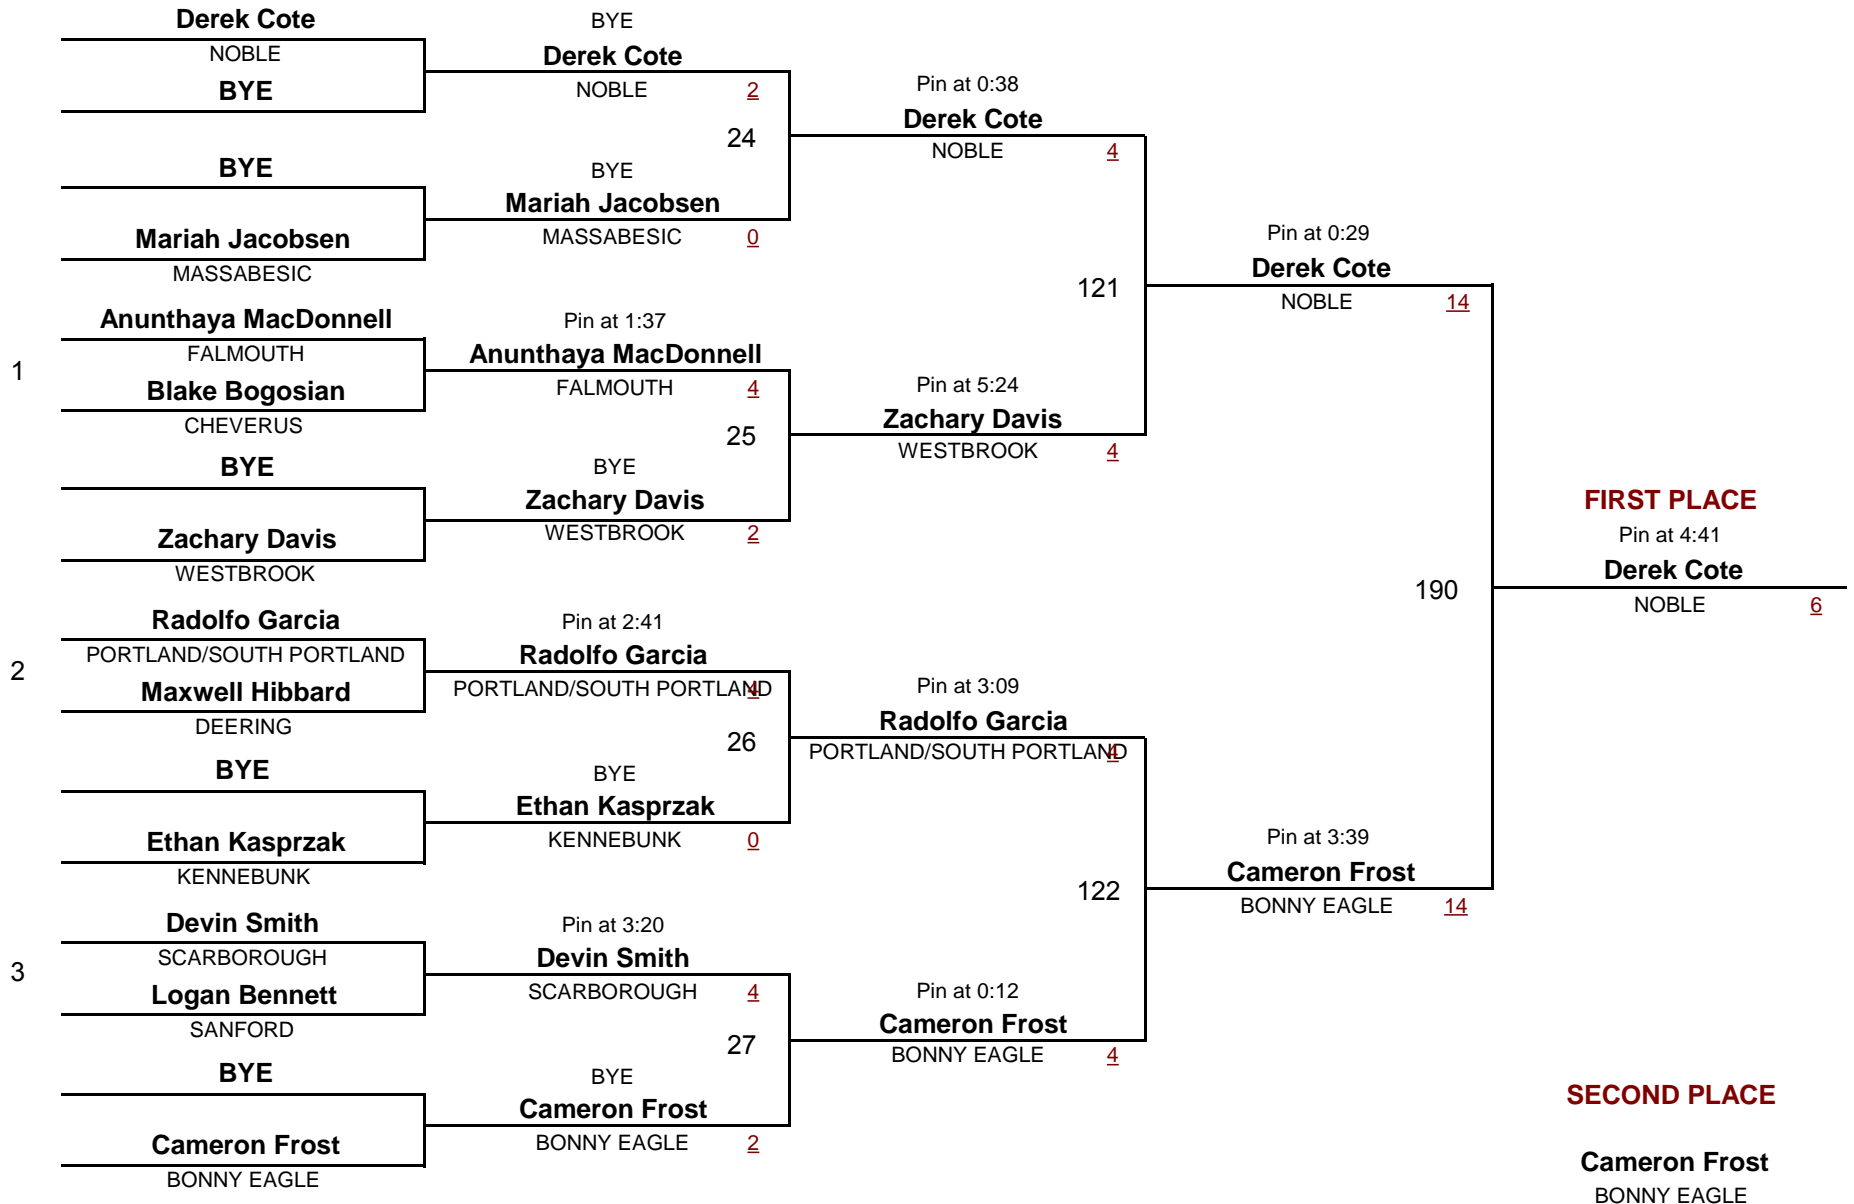 Derek Cote
NOBLE
BYE
BYE
Mariah Jacobsen
MASSABESIC
1
Anunthaya MacDonnell
FALMOUTH
Blake Bogosian
CHEVERUS
BYE
Zachary Davis
WESTBROOK
2
Radolfo Garcia
PORTLAND/SOUTH PORTLAND
Maxwell Hibbard
DEERING
BYE
Ethan Kasprzak
KENNEBUNK
3
Devin Smith
SCARBOROUGH
Logan Bennett
SANFORD
BYE
Cameron Frost
BONNY EAGLE
BYE
Derek Cote
NOBLE 2
24
BYE
Mariah Jacobsen
MASSABESIC 0
Pin at 1:37
Anunthaya MacDonnell
FALMOUTH 4
25
BYE
Zachary Davis
WESTBROOK 2
Pin at 2:41
Radolfo Garcia
PORTLAND/SOUTH PORTLAND 4
26
BYE
Ethan Kasprzak
KENNEBUNK 0
Pin at 3:20
Devin Smith
SCARBOROUGH 4
27
BYE
Cameron Frost
BONNY EAGLE 2
Pin at 0:38
Derek Cote
NOBLE 4
121
Pin at 5:24
Zachary Davis
WESTBROOK 4
Pin at 3:09
Radolfo Garcia
PORTLAND/SOUTH PORTLAND 4
122
Pin at 0:12
Cameron Frost
BONNY EAGLE 4
Pin at 0:29
Derek Cote
NOBLE 14
190
Pin at 3:39
Cameron Frost
BONNY EAGLE 14
FIRST PLACE
Pin at 4:41
Derek Cote
NOBLE 6
SECOND PLACE
Cameron Frost
BONNY EAGLE